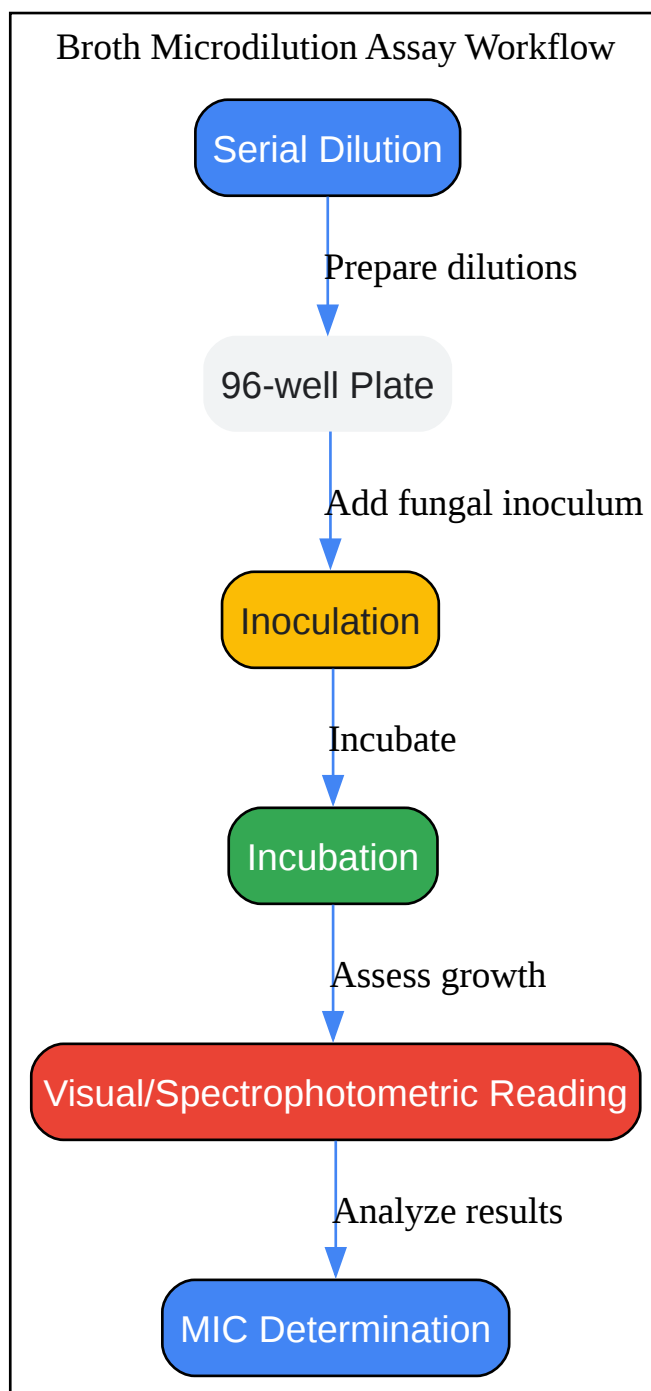 Broth Microdilution Assay Workflow
Serial Dilution
Prepare dilutions
96-well Plate
Add fungal inoculum
Inoculation
Incubate
Incubation
Assess growth
Visual/Spectrophotometric Reading
Analyze results
MIC Determination